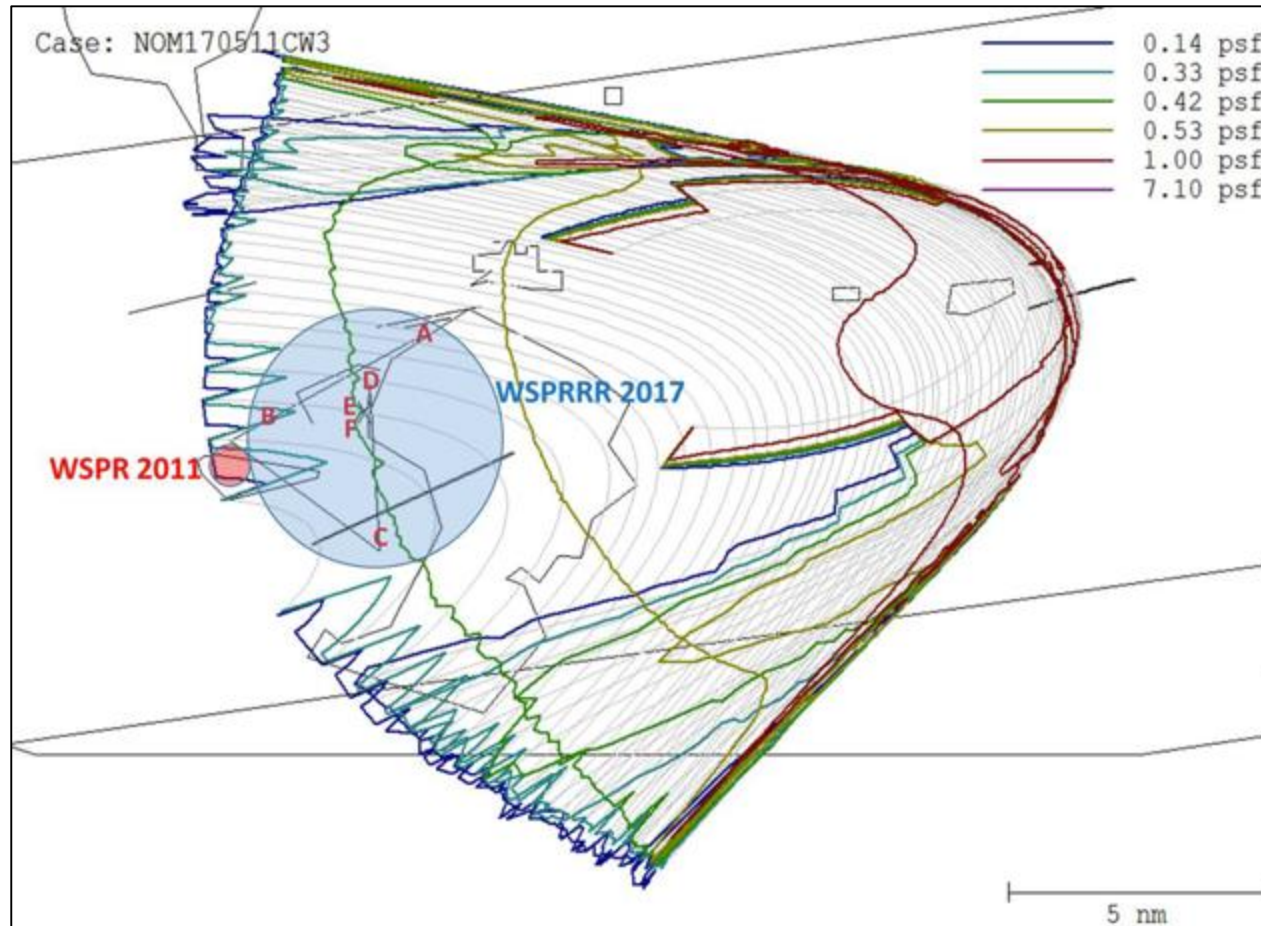 Case: NOM170511CW3
0.14 psf
0.33 psf
0.42 psf
0.53 psf
1.00 psf
7.10 psf
A
D
WSPRRR 2017
E
B
F
WSPR 2011
C
5 nm